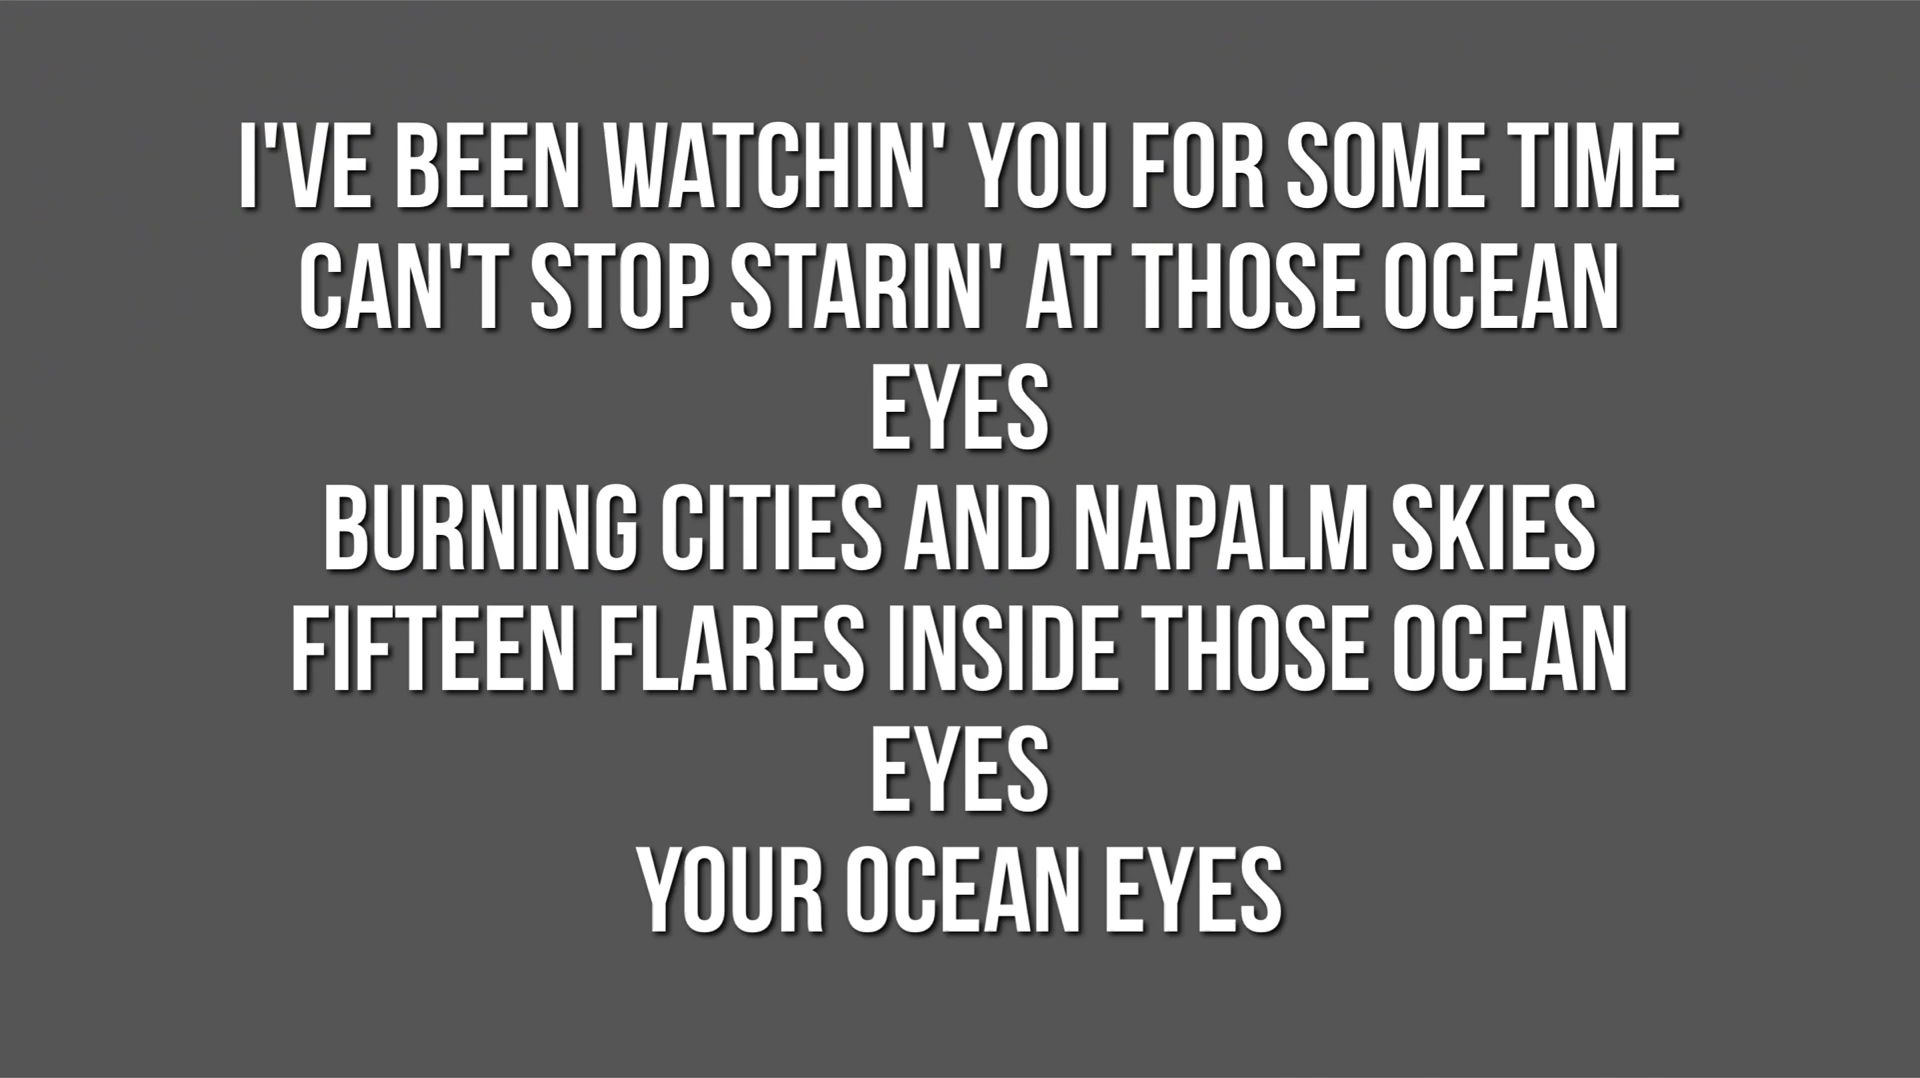 I'VE BEEN WATCHIN' YOU FOR SOME TIME
CAN'T STOP STARIN' AT THOSE OCEAN
EYES
BURNING CITIES AND NAPALM SKIES
FIFTEEN FLARES INSIDE THOSE OCEAN
EYES
YOUR OCEAN EYES